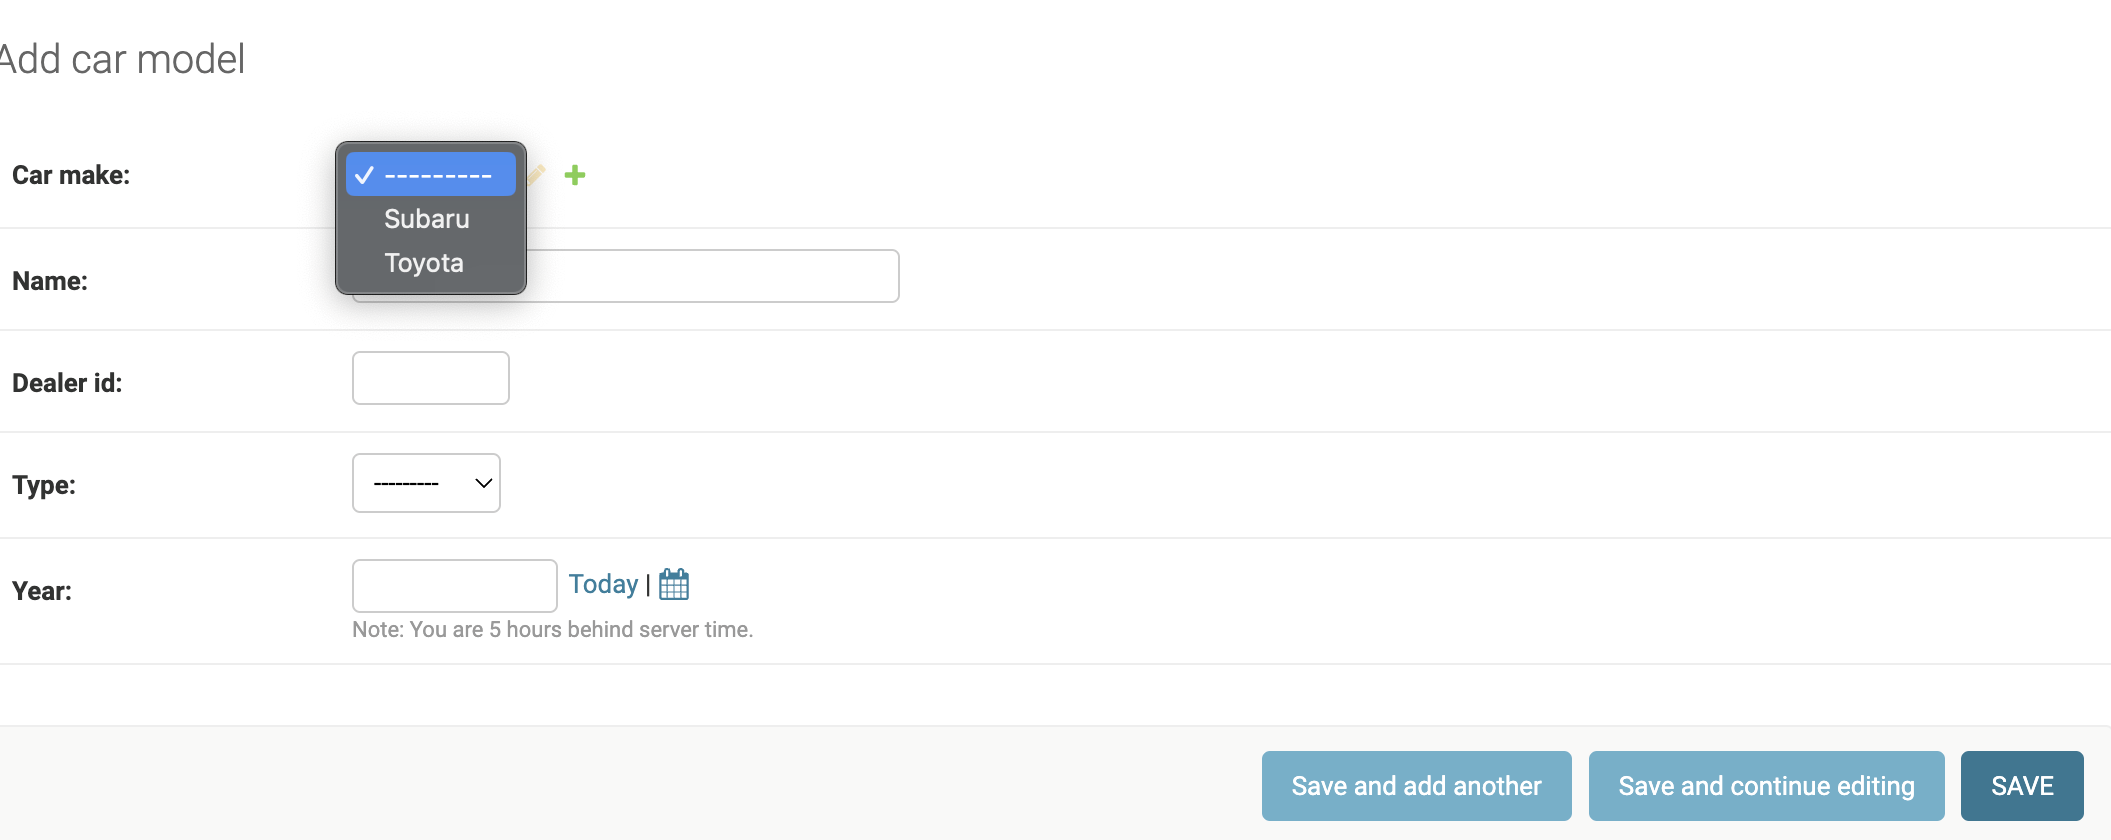 Add car model
Car make:
✓ ---------
Subaru
Toyota
Name:
Dealer id:
Type:
---------
Year:
Today |
Note: You are 5 hours behind server time.
Save and add another
Save and continue editing
SAVE